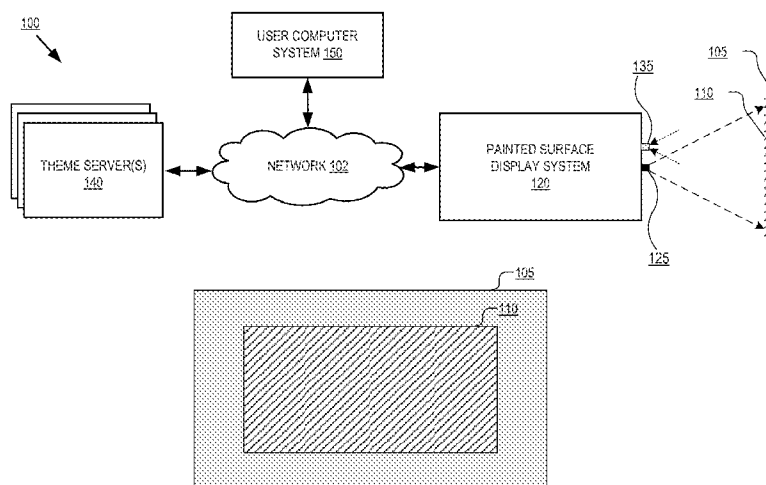 100
USER COMPUTER
SYSTEM 150
105
135
110
THEME SERVER(S)
140
NETWORK 102
PAINTED SURFACE
DISPLAY SYSTEM
120
125
105
110